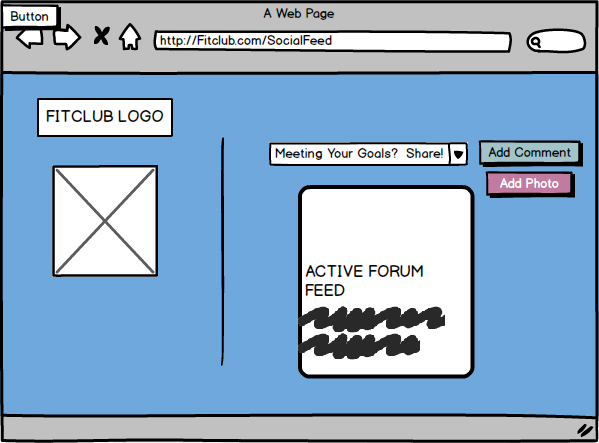 A Web Page
Button
http://Fitclub.com/SocialFeed
FITCLUB LOGO
Meeting Your Goals? Share!
Add Comment
Add Photo
ACTIVE FORUM
FEED